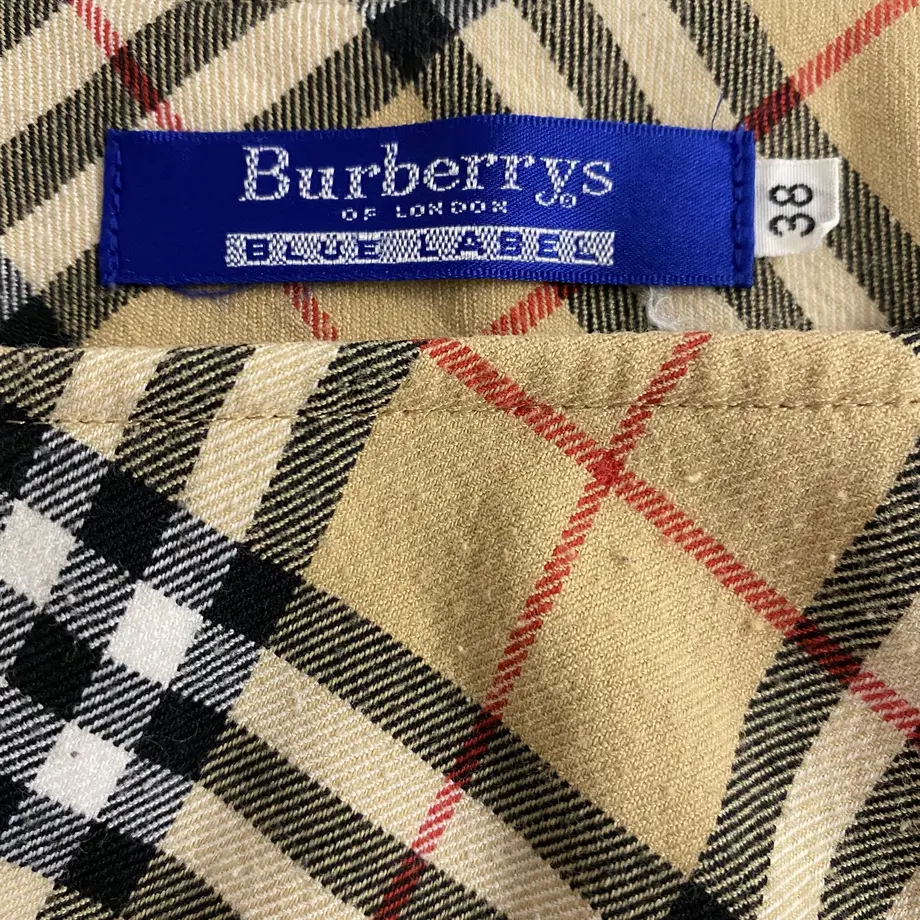 Burberrys
OF LONDON
BLUE LABEL
38